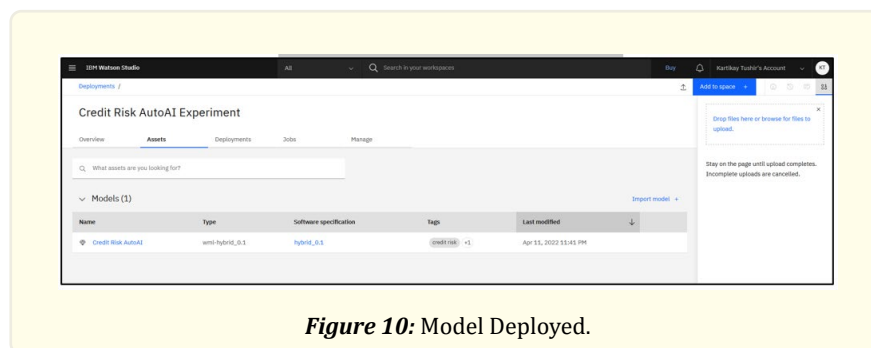 IBM Watson Studio
All
Search in your workspaces
Buy
Kartikay Tushir's Account
KT
Deployments /
Add to space +
Credit Risk AutoAI Experiment
Overview Assets Deployments Jobs Manage
What assets are you looking for?
Models (1)
Import model +
Name Type Software specification Tags Last modified
Credit Risk AutoAI wml-hybrid_0.1 hybrid_0.1 credit risk +1 Apr 11, 2022 11:41 PM
Drop files here or browse for files to
upload.
Stay on the page until upload completes.
Incomplete uploads are cancelled.
Figure 10: Model Deployed.